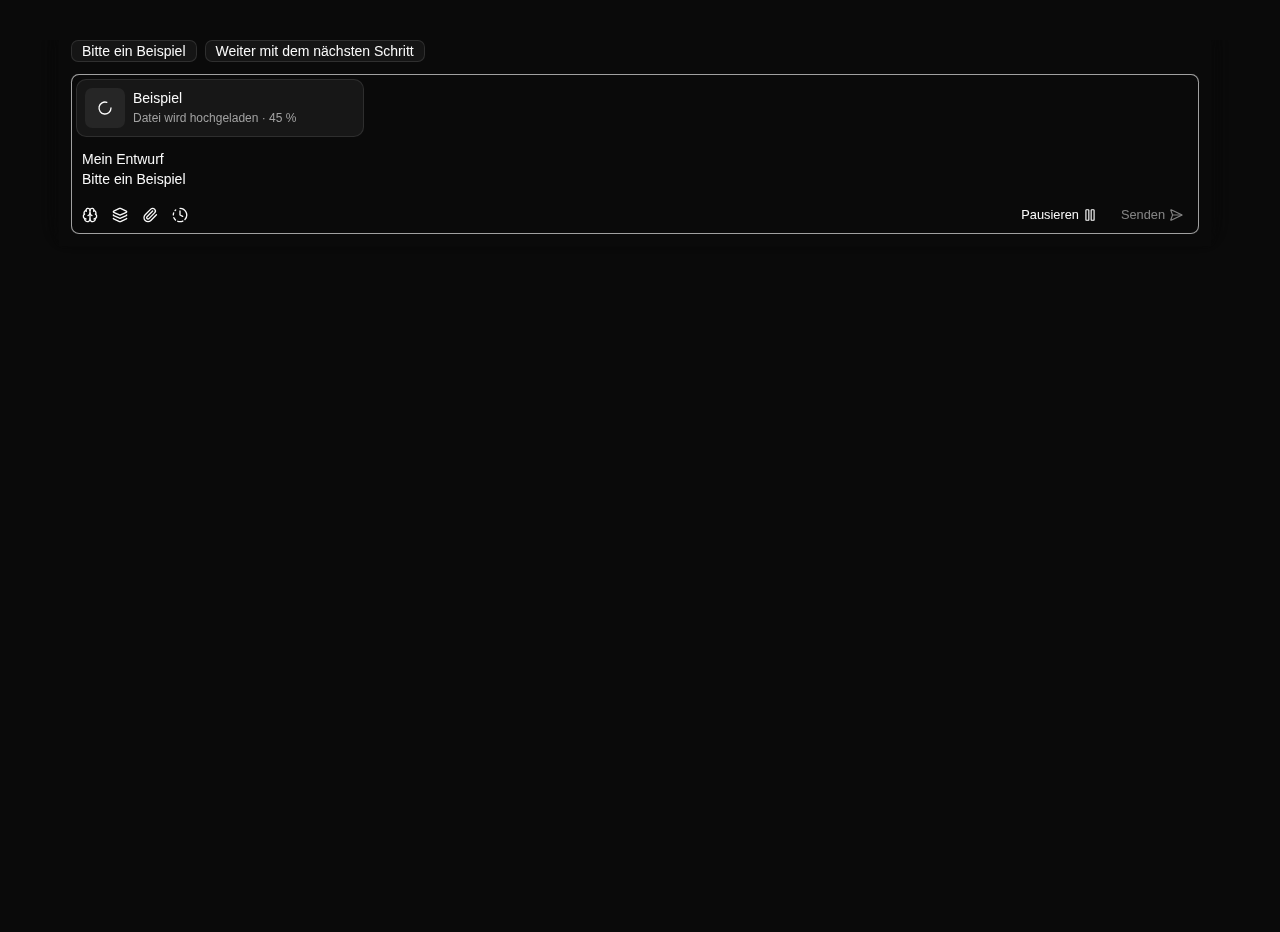 Bitte ein Beispiel
Weiter mit dem nächsten Schritt
Beispiel
Datei wird hochgeladen · 45 %
Mein Entwurf
Bitte ein Beispiel
Pausieren
Senden